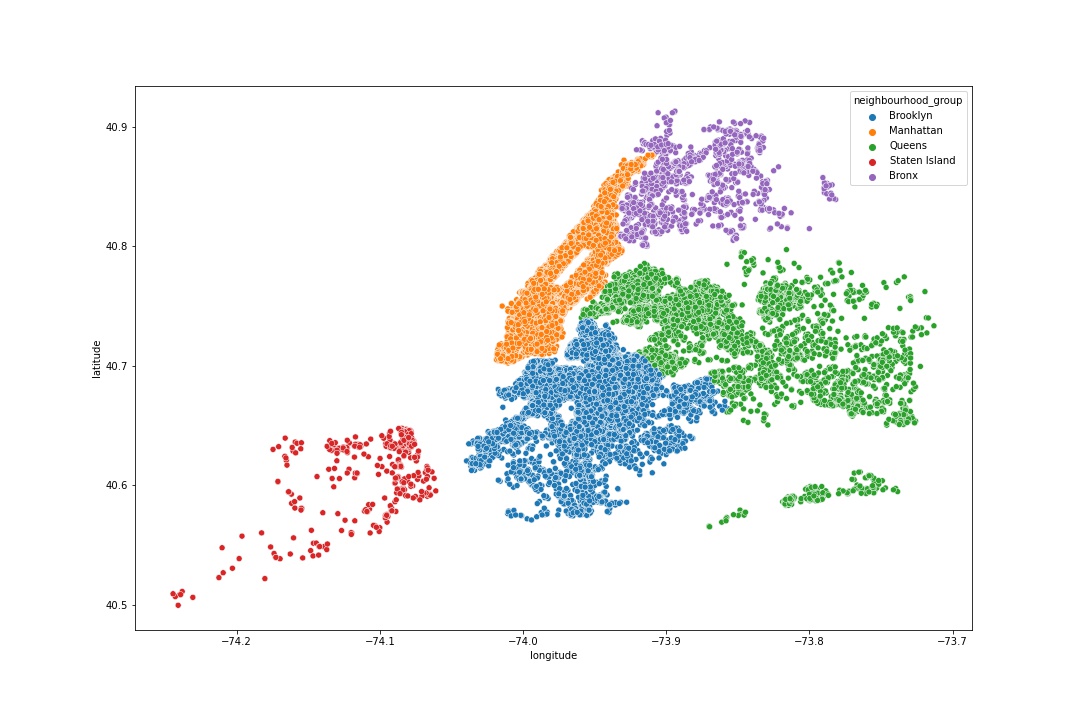 neighbourhood_group
Brooklyn
Manhattan
Queens
Staten Island
Bronx
40.9
40.8
40.7
40.6
40.5
latitude
−74.2
−74.1
−74.0
−73.9
−73.8
−73.7
longitude